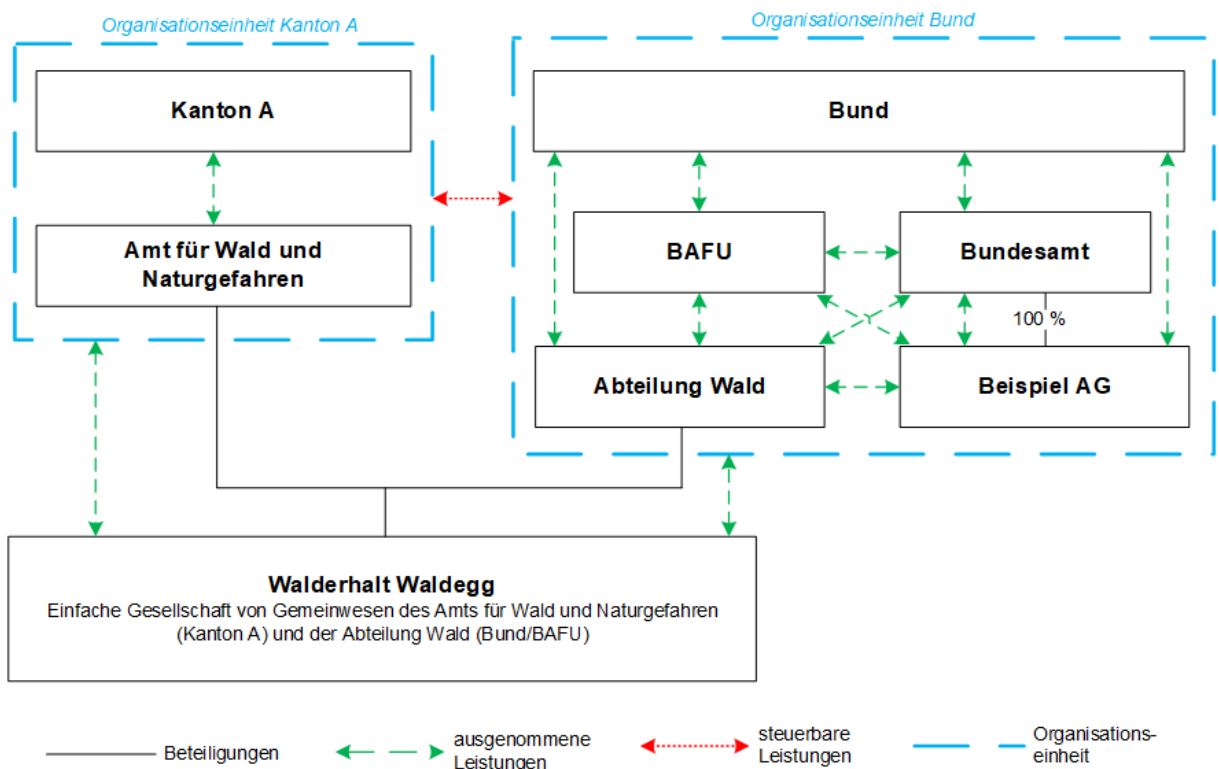 Organisationseinheit Kanton A
Organisationseinheit Bund
Kanton A
Bund
Amt für Wald und
Naturgefahren
BAFU
Bundesamt
100 %
Abteilung Wald
Beispiel AG
Walderhalt Waldegg
Einfache Gesellschaft von Gemeinwesen des Amts für Wald und Naturgefahren
(Kanton A) und der Abteilung Wald (Bund/BAFU)
Beteiligungen
ausgenommene
Leistungen
steuerbare
Leistungen
Organisations-
einheit